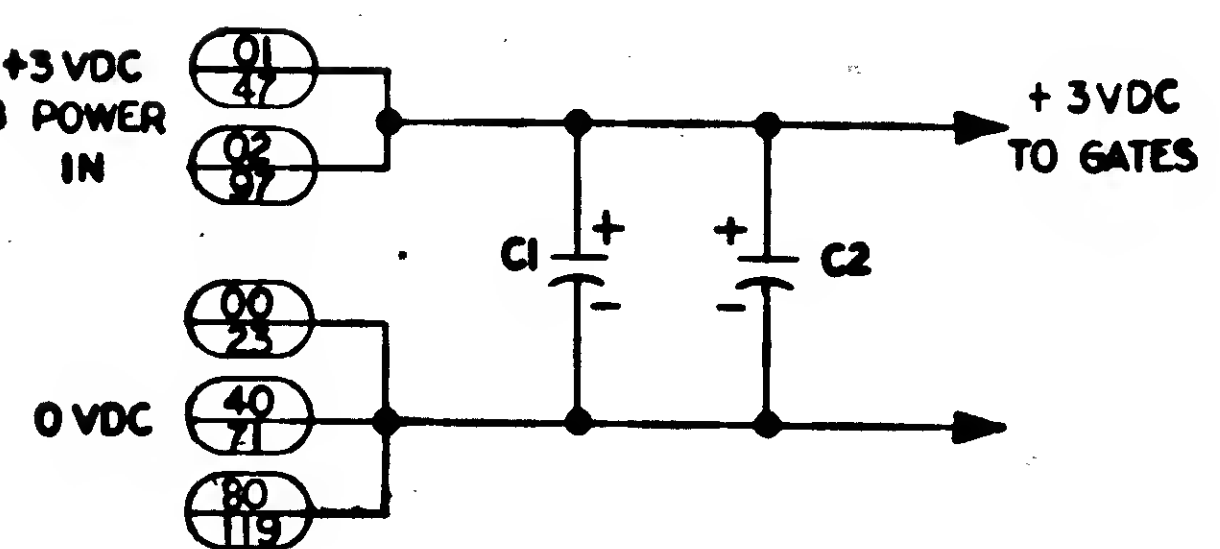 +3 VDC
POWER
IN
01
47
02
97
+ 3 VDC
TO GATES
C1
+
-
+
-
C2
00
23
0 VDC
40
71
80
119